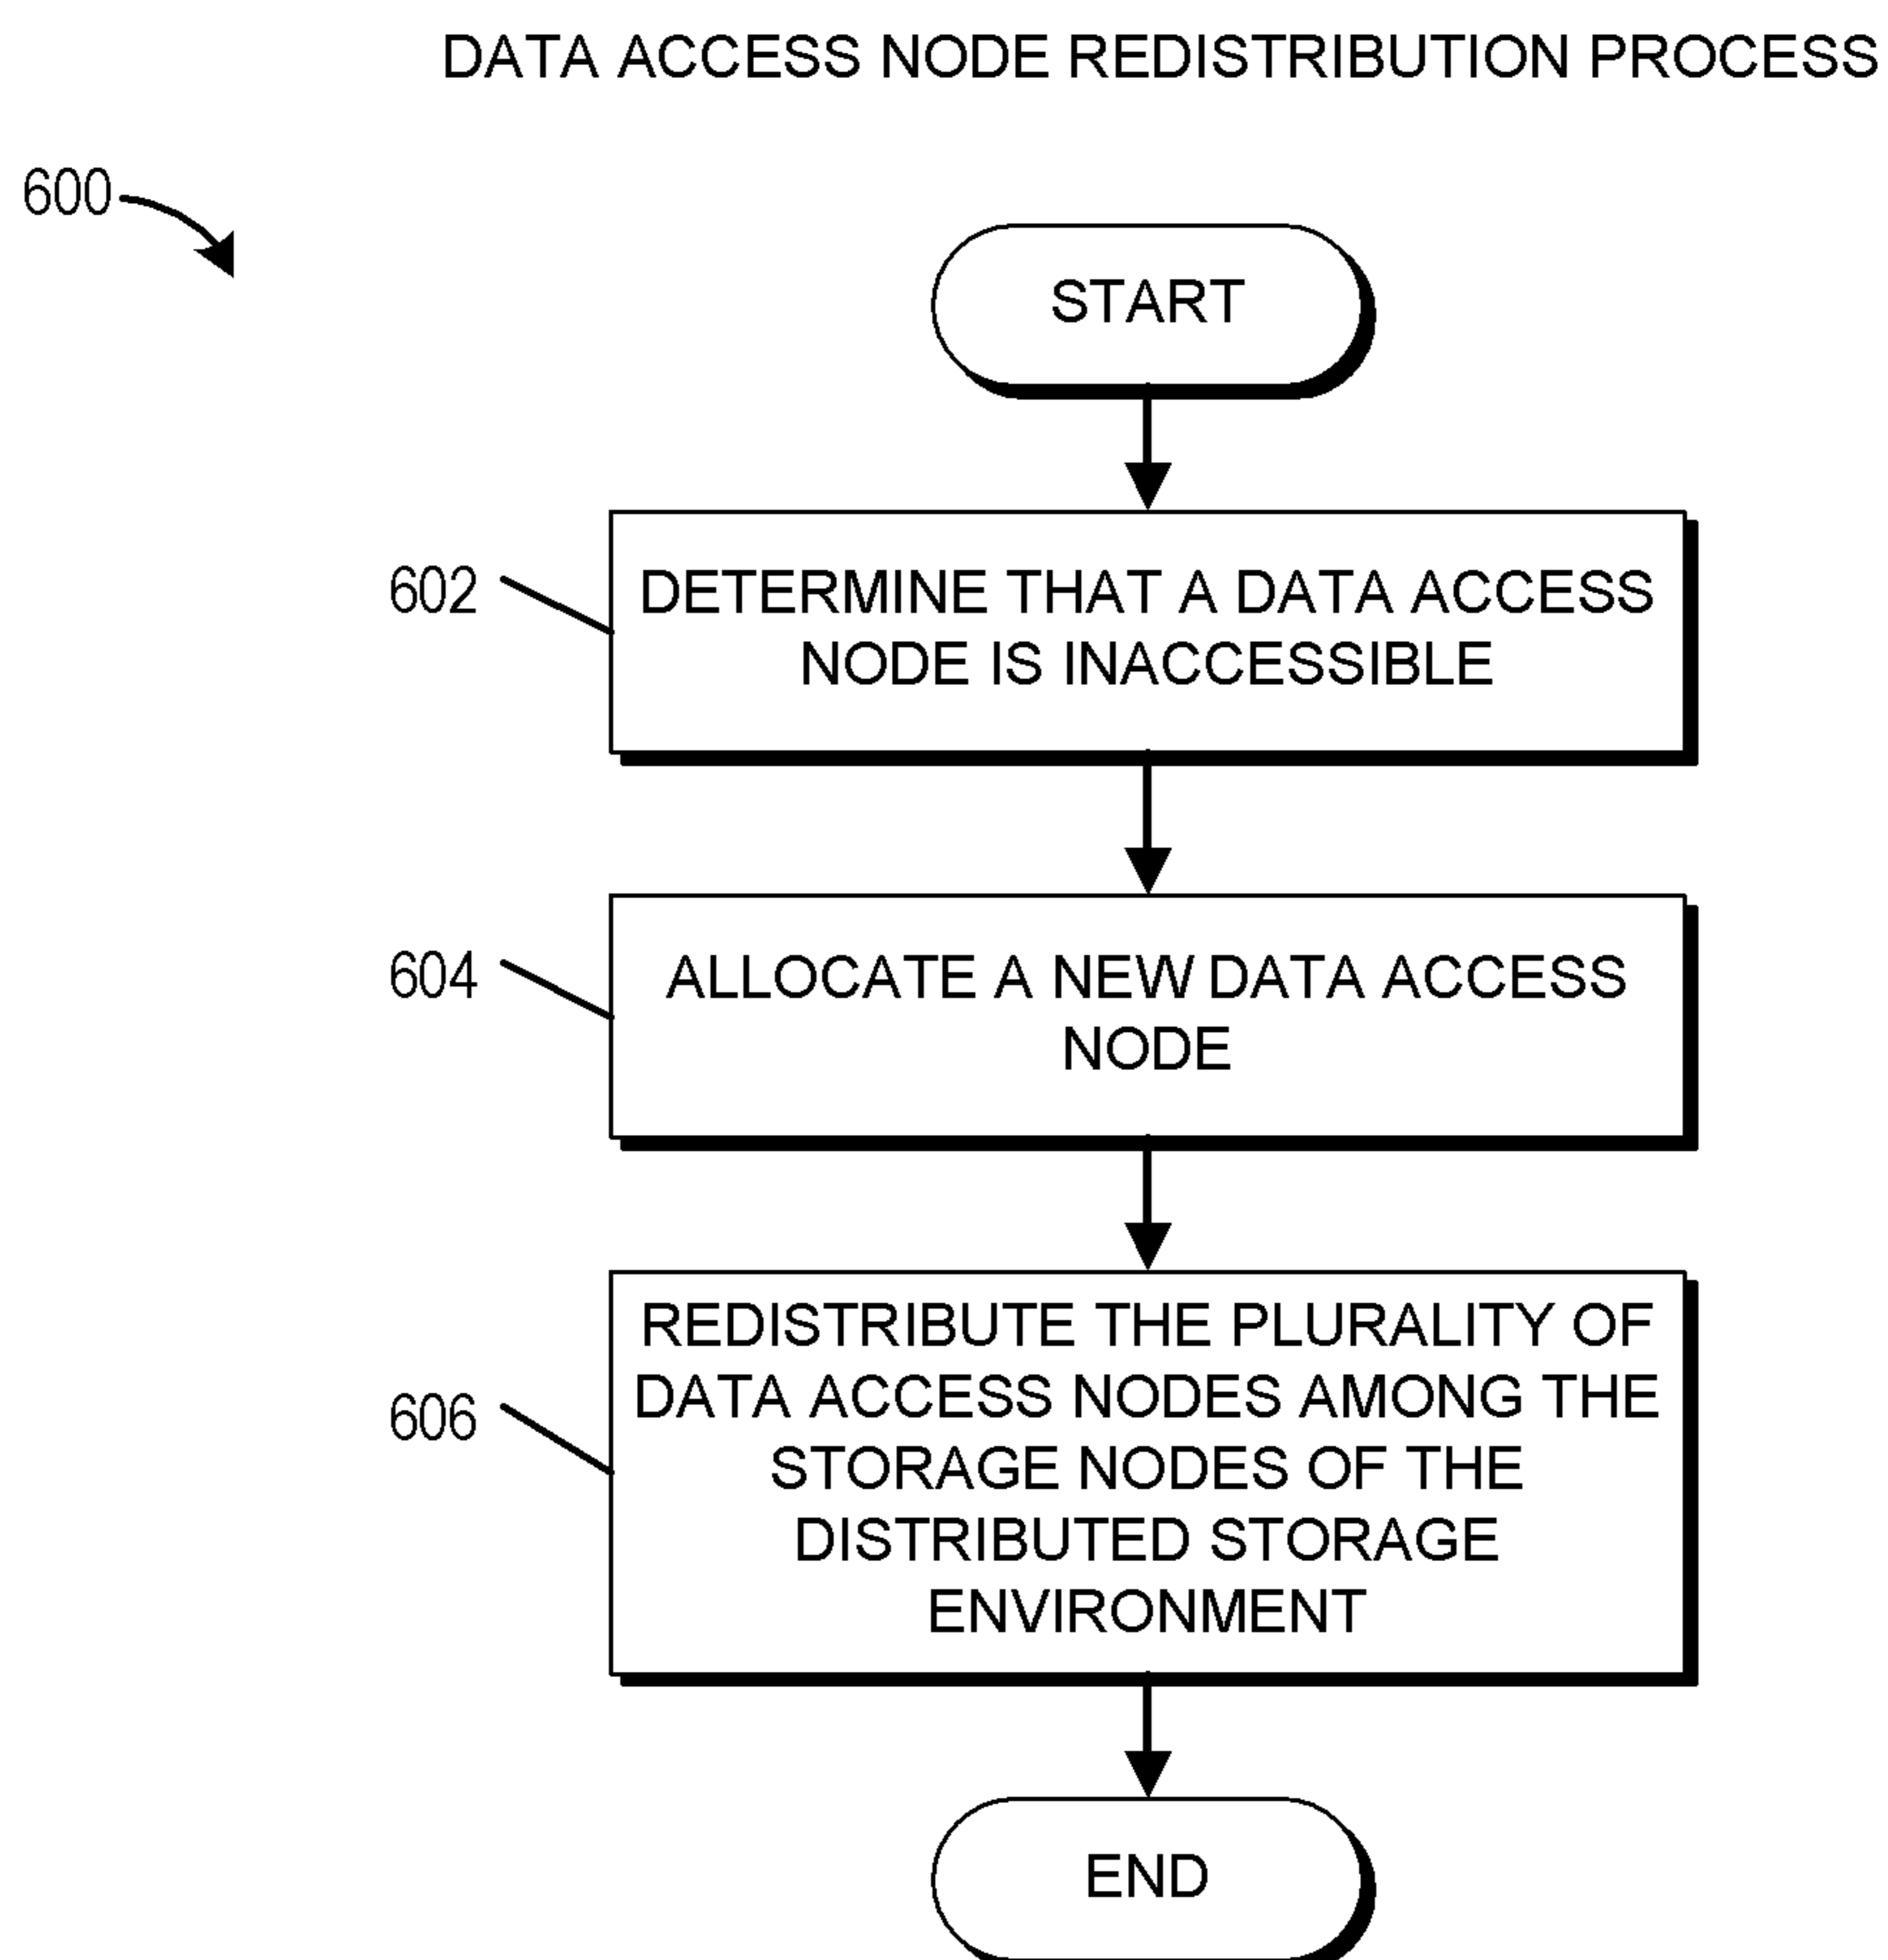 DATA ACCESS NODE REDISTRIBUTION PROCESS
600
START
602
DETERMINE THAT A DATA ACCESS
NODE IS INACCESSIBLE
604
ALLOCATE A NEW DATA ACCESS
NODE
606
REDISTRIBUTE THE PLURALITY OF
DATA ACCESS NODES AMONG THE
STORAGE NODES OF THE
DISTRIBUTED STORAGE
ENVIRONMENT
END